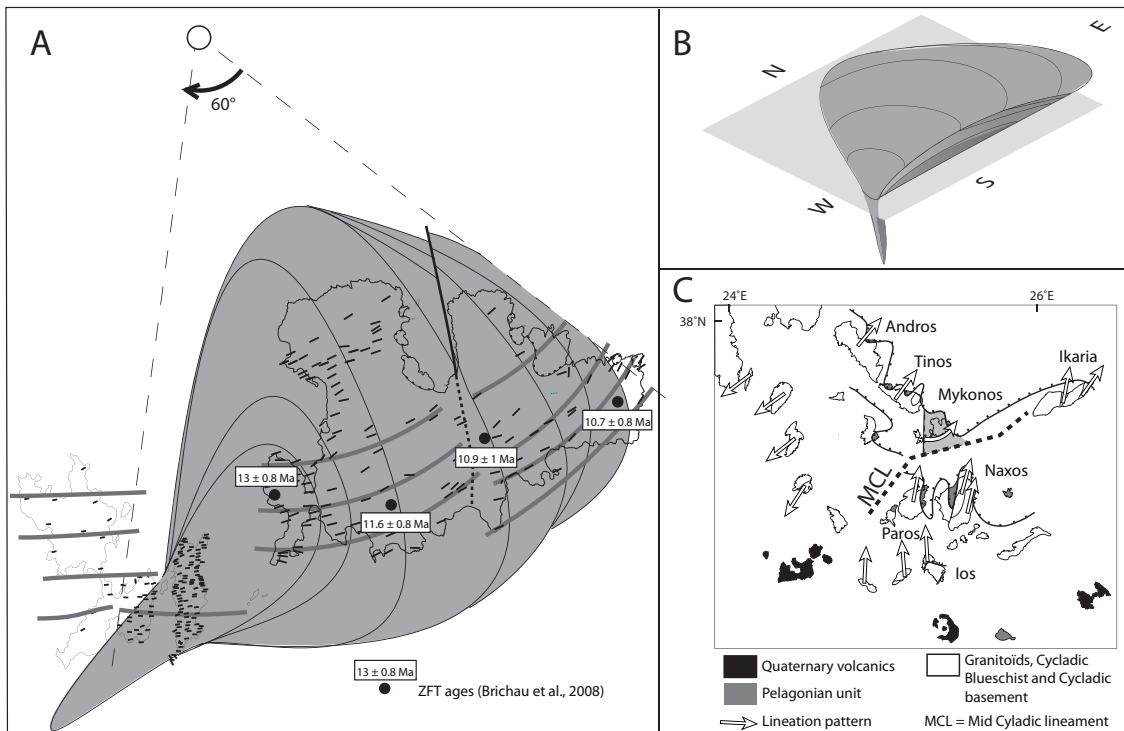 A
60°
13 ± 0.8 Ma
11.6 ± 0.8 Ma
10.9 ± 1 Ma
10.7 ± 0.8 Ma
13 ± 0.8 Ma
ZFT ages (Brichau et al., 2008)
B
N
E
W
S
C
24°E
26°E
38°N
Andros
Tinos
Mykonos
Ikaria
MCL
Naxos
Paros
Ios
Quaternary volcanics
Pelagonian unit
Lineation pattern
Granitoïds, Cycladic
Blueschist and Cycladic
basement
MCL = Mid Cyladic lineament